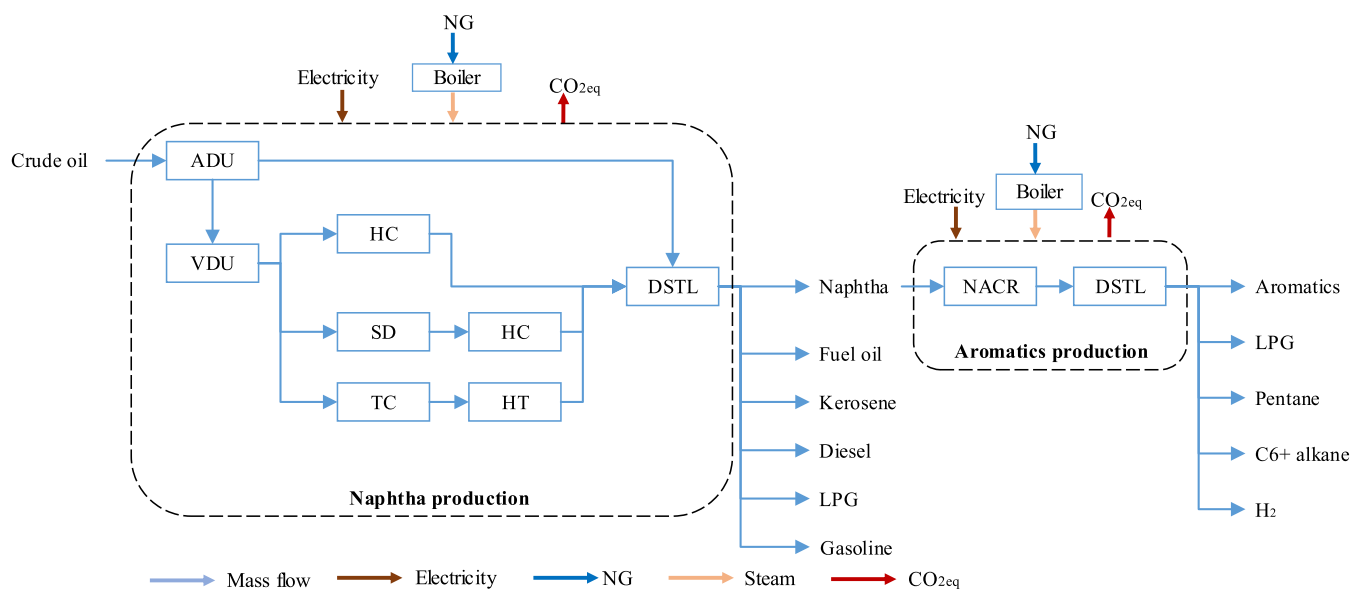 NG
Electricity
Boiler
CO2eq
Crude oil
ADU
VDU
HC
SD
HC
TC
HT
DSTL
Naphtha production
Naphtha
Fuel oil
Kerosene
Diesel
LPG
Gasoline
NG
Electricity
Boiler
CO2eq
NACR
DSTL
Aromatics production
Aromatics
LPG
Pentane
C6+ alkane
H2
Mass flow
Electricity
NG
Steam
CO2eq